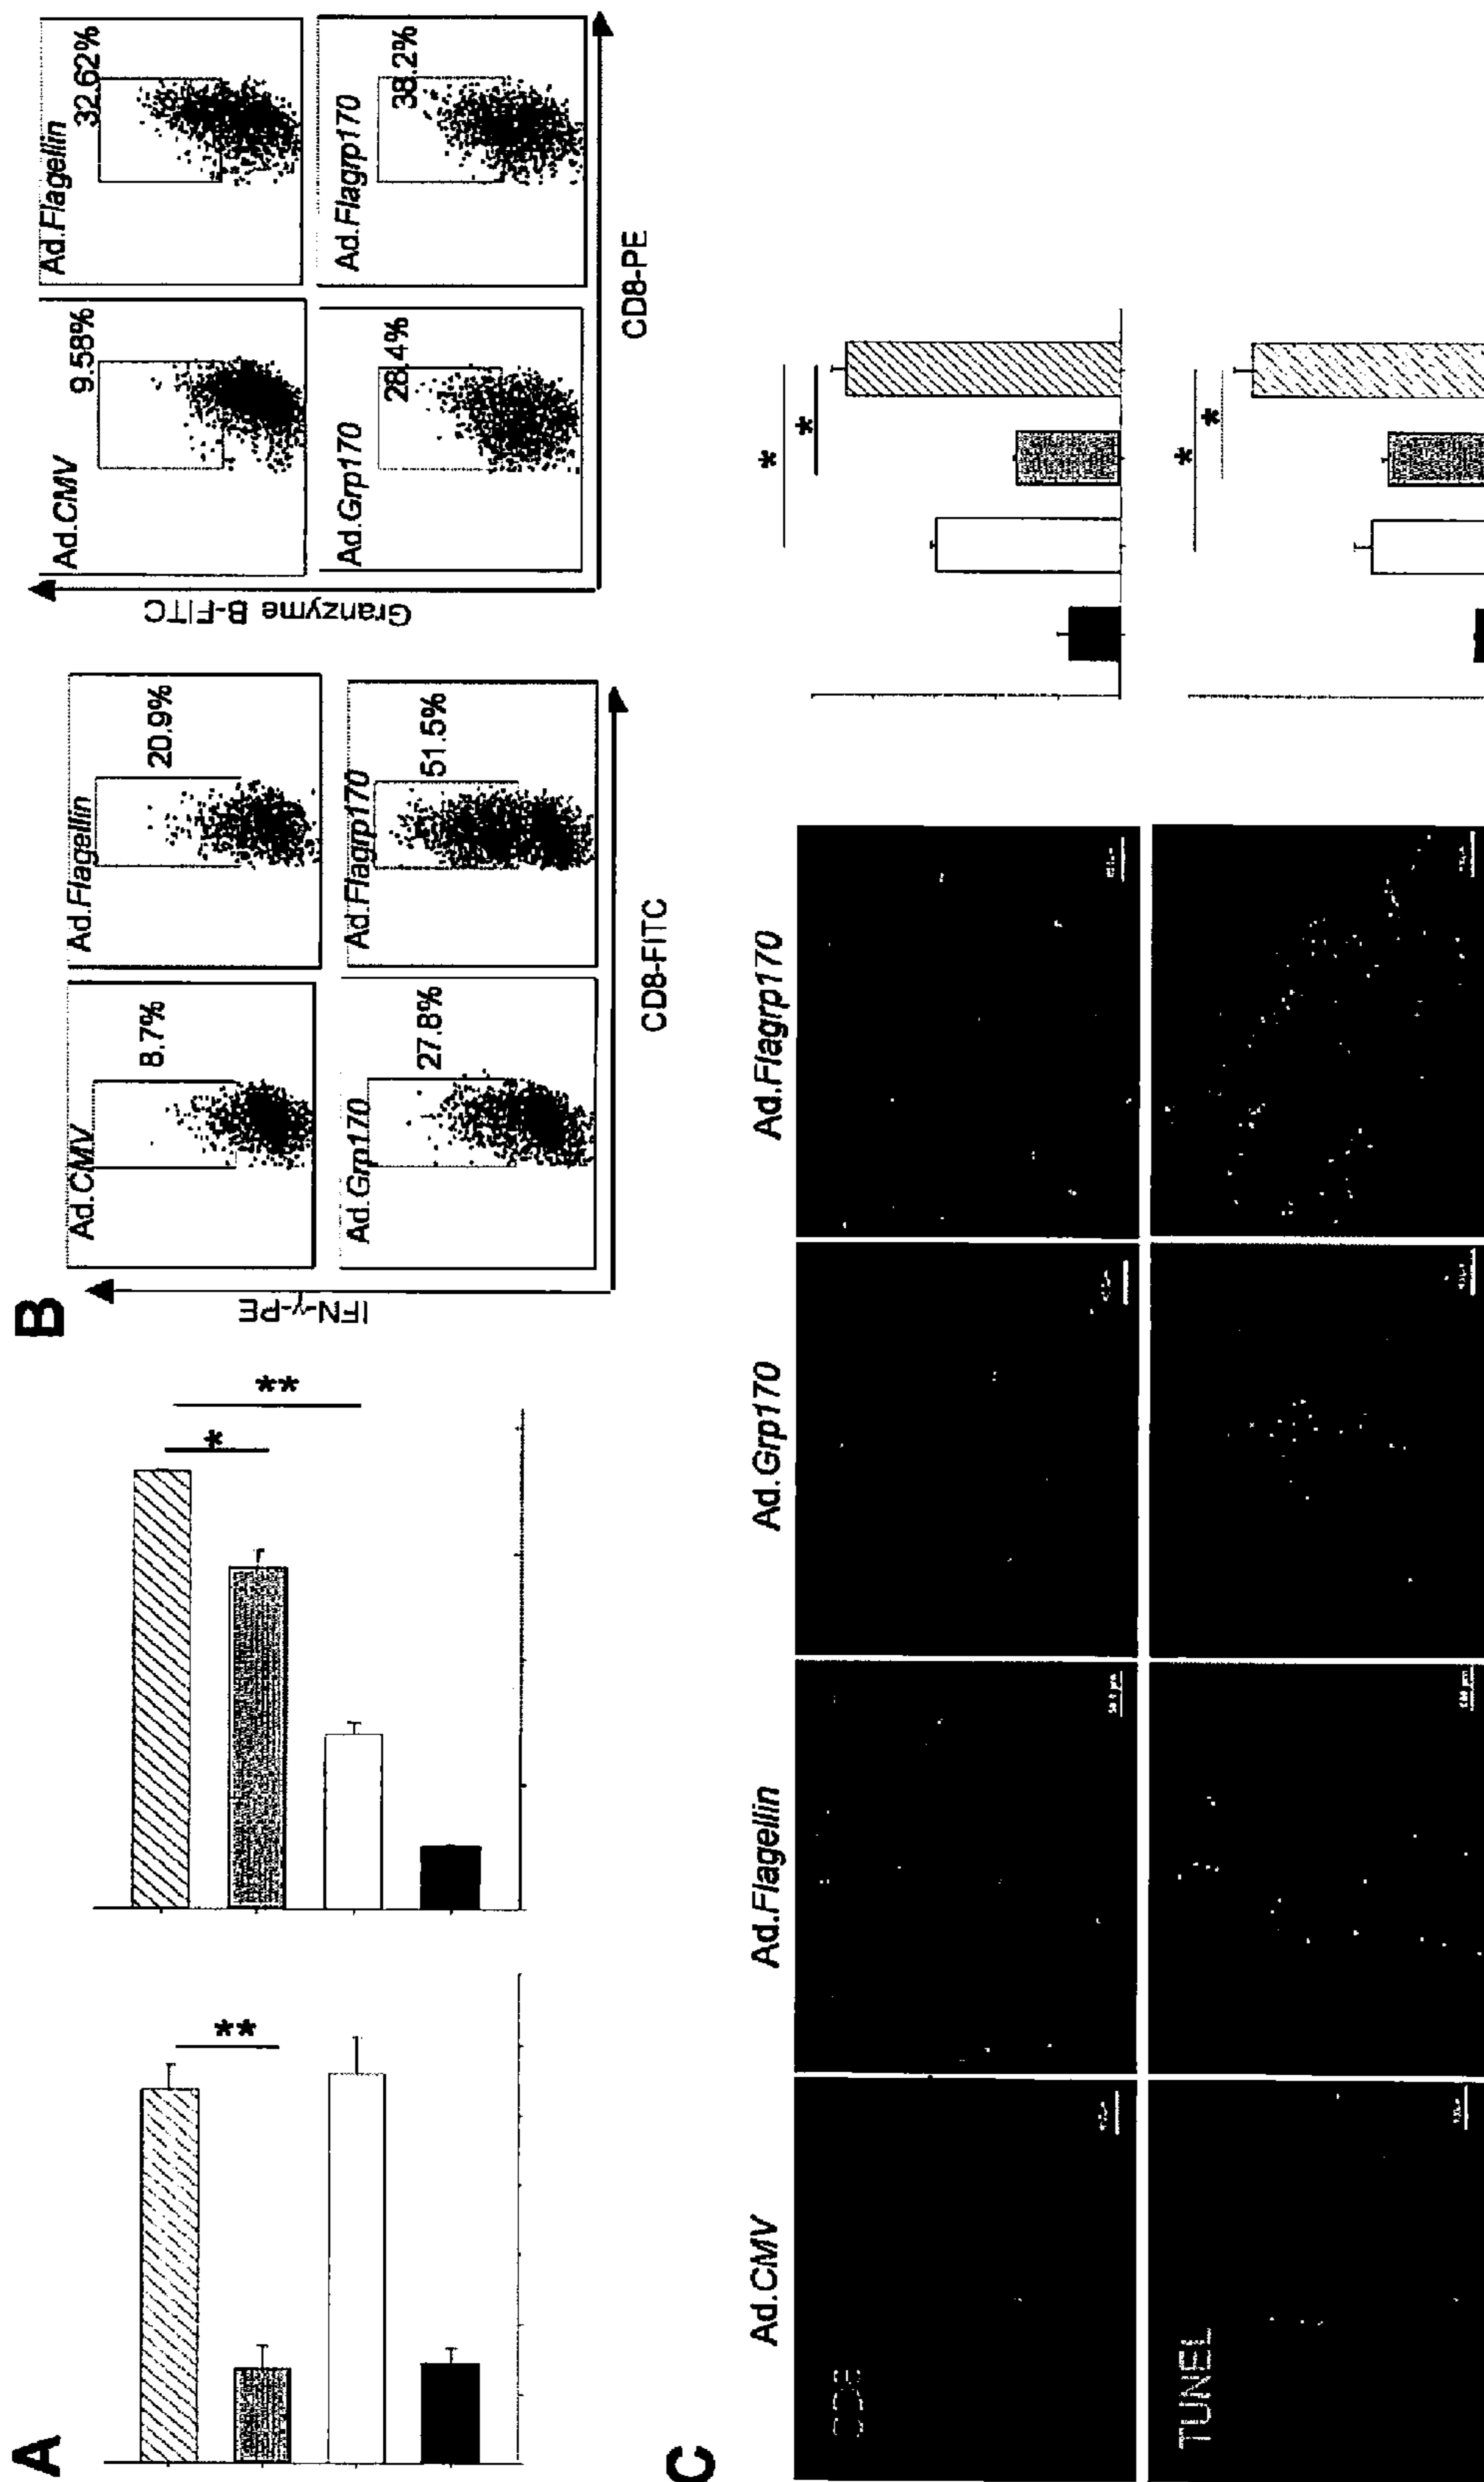 A
**
*
**
B
Ad.CMV
8.7%
Ad.Flagellin
20.9%
Ad.Grp170
27.8%
Ad.Flagrp170
51.5%
IFN-γ-PE
CD8-FITC
Ad.CMV
9.58%
Ad.Flagellin
32.62%
Ad.Grp170
28.4%
Ad.Flagrp170
38.2%
Granzyme B-FITC
CD8-PE
C
Ad.CMV
Ad.Flagellin
Ad.Grp170
Ad.Flagrp170
CD8
TUNEL
*
*
*
*